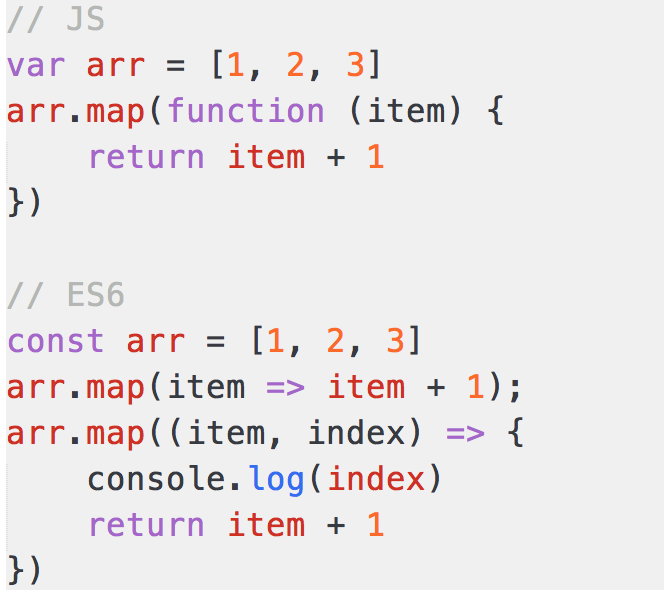 // JS
var arr = [1, 2, 3]
arr.map(function (item) {
    return item + 1
})

// ES6
const arr = [1, 2, 3]
arr.map(item => item + 1);
arr.map((item, index) => {
    console.log(index)
    return item + 1
})